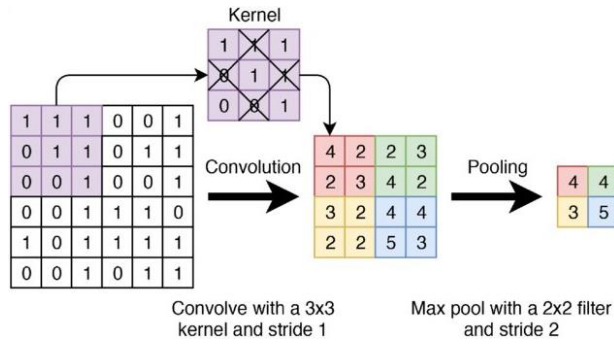 Kernel
1 1 1
0 1 1
0 0 1
1 1 1 0 0 1
0 1 1 0 1 1
0 0 1 0 0 1
0 0 1 1 1 0
1 0 1 1 1 1
0 0 1 0 1 1
Convolution
4 2 2 3
2 3 4 2
3 2 4 4
2 2 5 3
Pooling
4 4
3 5
Convolve with a 3x3
kernel and stride 1
Max pool with a 2x2 filter
and stride 2